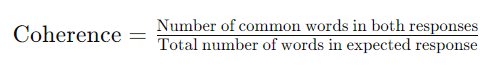 Coherence = Number of common words in both responses
Total number of words in expected response